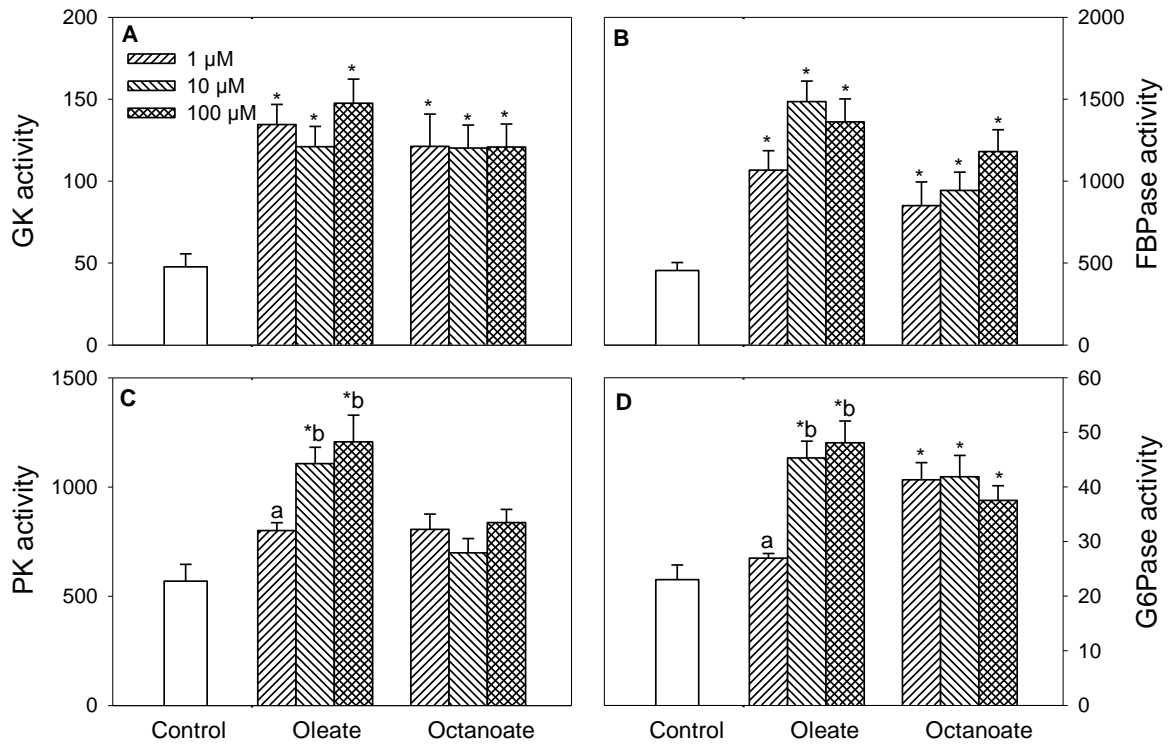 A
1 µM
10 µM
100 µM
GK activity
200
150
100
50
0
* * * * * *
B
FBPase activity
2000
1500
1000
500
0
* * * * * *
C
PK activity
1500
1000
500
0
a *b *b
Control Oleate Octanoate
D
G6Pase activity
60
50
40
30
20
10
0
a *b *b * * *
Control Oleate Octanoate